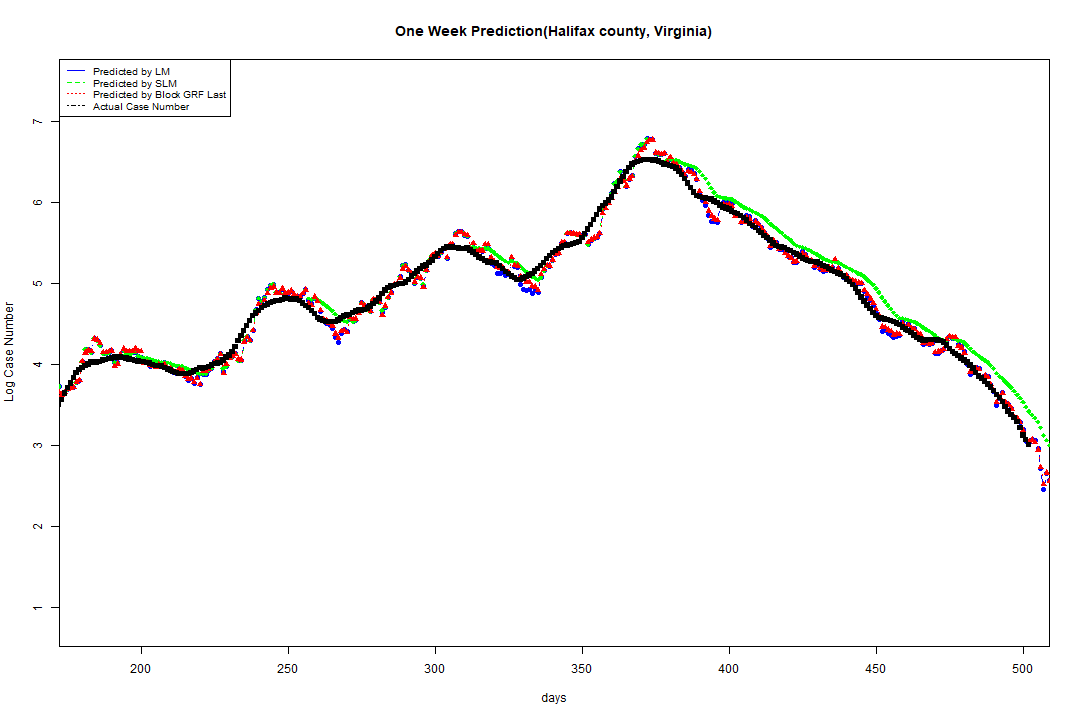 One Week Prediction(Halifax county, Virginia)
Predicted by LM
Predicted by SLM
Predicted by Block GRF Last
Actual Case Number
7
6
5
4
3
2
1
Log Case Number
200 250 300 350 400 450 500
days